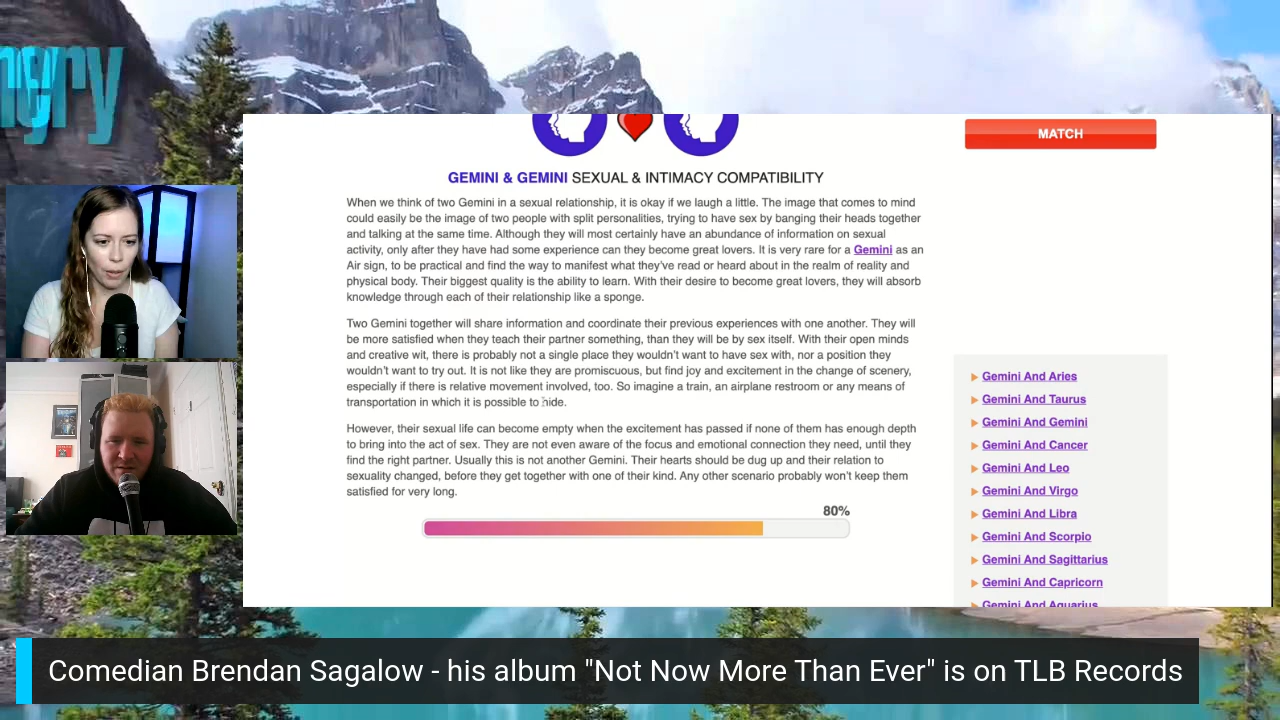 ngry
MATCH
GEMINI & GEMINI SEXUAL & INTIMACY COMPATIBILITY
When we think of two Gemini in a sexual relationship, it is okay if we laugh a little. The image that comes to mind
could easily be the image of two people with split personalities, trying to have sex by banging their heads together
and talking at the same time. Although they will most certainly have an abundance of information on sexual
activity, only after they have had some experience can they become great lovers. It is very rare for a Gemini as an
Air sign, to be practical and find the way to manifest what they've read or heard about in the realm of reality and
physical body. Their biggest quality is the ability to learn. With their desire to become great lovers, they will absorb
knowledge through each of their relationship like a sponge.
Two Gemini together will share information and coordinate their previous experiences with one another. They will
be more satisfied when they teach their partner something, than they will be by sex itself. With their open minds
and creative wit, there is probably not a single place they wouldn't want to have sex with, nor a position they
wouldn't want to try out. It is not like they are promiscuous, but find joy and excitement in the change of scenery,
especially if there is relative movement involved, too. So imagine a train, an airplane restroom or any means of
transportation in which it is possible to hide.
However, their sexual life can become empty when the excitement has passed if none of them has enough depth
to bring into the act of sex. They are not even aware of the focus and emotional connection they need, until they
find the right partner. Usually this is not another Gemini. Their hearts should be dug up and their relation to
sexuality changed, before they get together with one of their kind. Any other scenario probably won't keep them
satisfied for very long.
80%
Gemini And Aries
Gemini And Taurus
Gemini And Gemini
Gemini And Cancer
Gemini And Leo
Gemini And Virgo
Gemini And Libra
Gemini And Scorpio
Gemini And Sagittarius
Gemini And Capricorn
Gemini And Aquarius
Comedian Brendan Sagalow - his album "Not Now More Than Ever" is on TLB Records